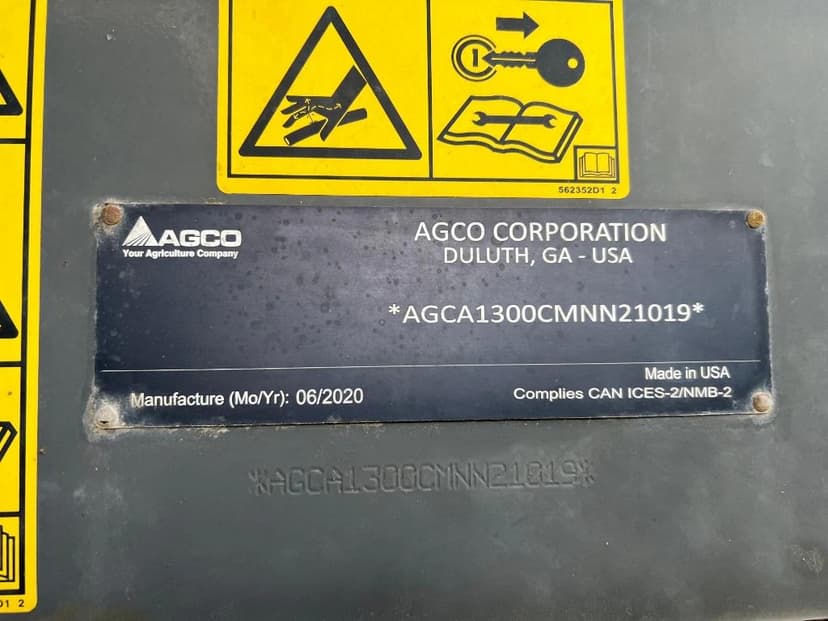 562352D1 2
AGCO
Your Agriculture Company
AGCO CORPORATION
DULUTH, GA - USA
*AGCA1300CMNN21019*
Made in USA
Manufacture (Mo/Yr): 06/2020
Complies CAN ICES-2/NMB-2
*AGCA1300CMNN21019*
D1 2